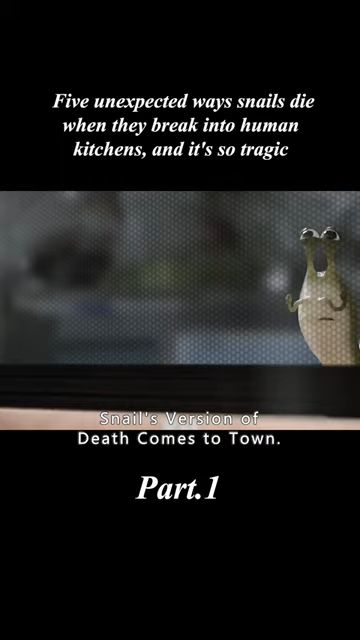 Five unexpected ways snails die
when they break into human
kitchens, and it's so tragic
Snail's Version of
Death Comes to Town.
Part.1